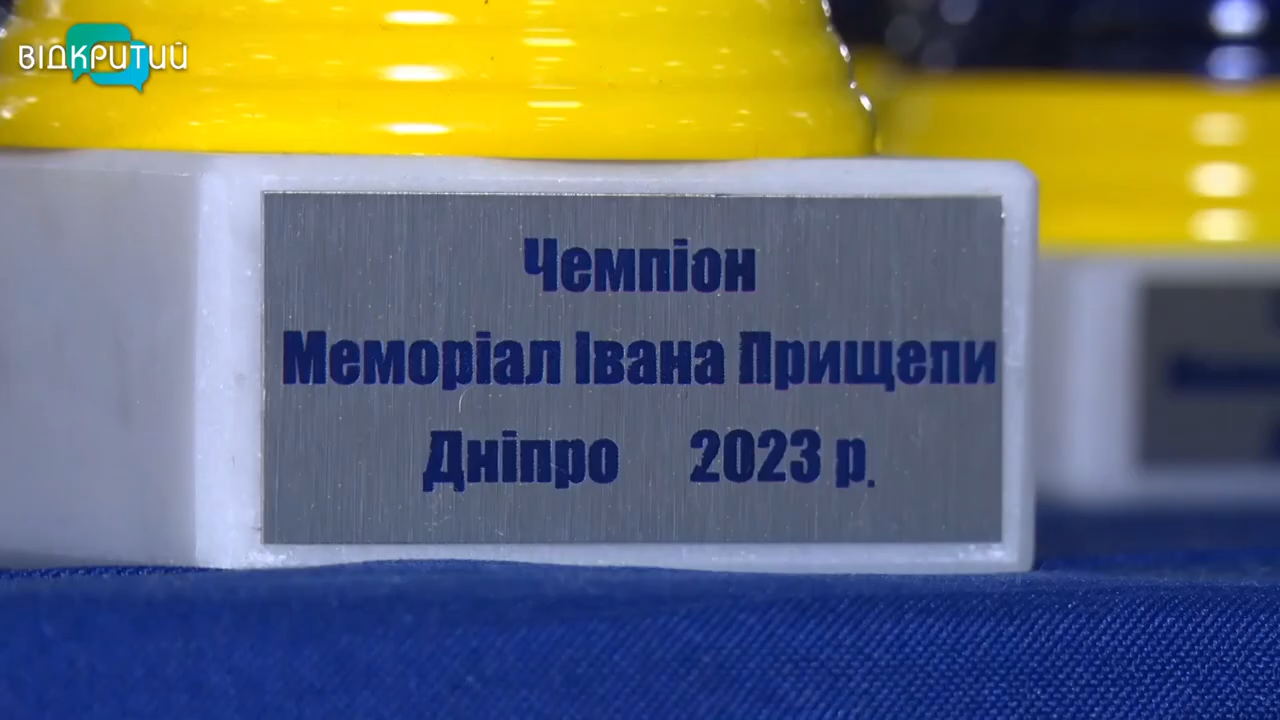 ВІДКРИТИЙ
Чемпіон
Меморіал Івана Прищепи
Дніпро 2023 р.